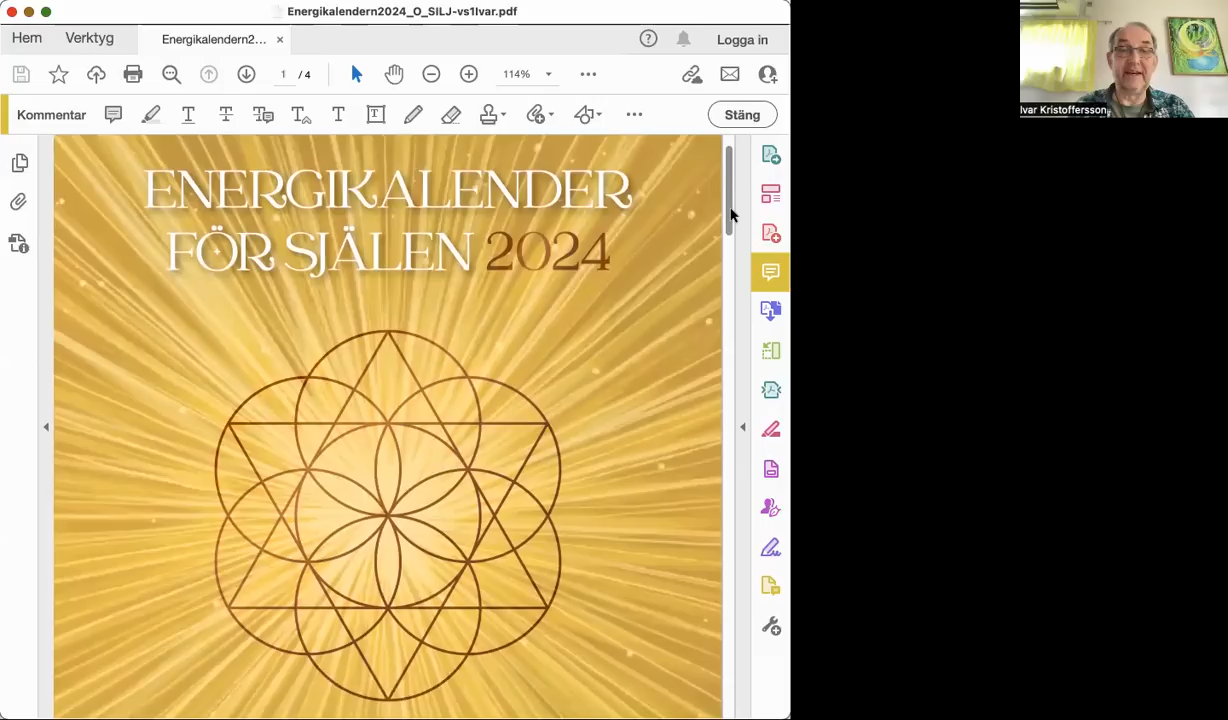 Energikalendern2024_O_SILJ-vs1Ivar.pdf
Hem
Verktyg
Energikalendern2...
Logga in
1
/ 4
114%
Kommentar
Stäng
ENERGIKALENDER
FÖR SJÄLEN 2024
Ivar Kristoffersson